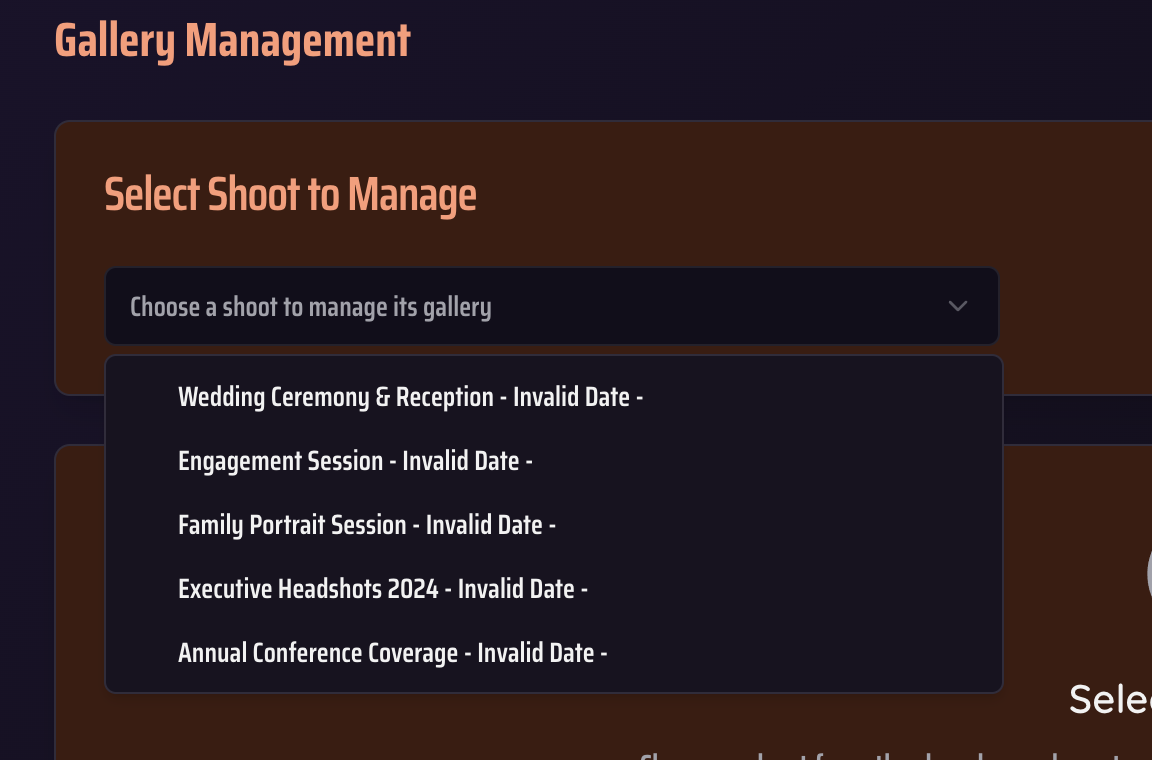 Gallery Management
Select Shoot to Manage
Choose a shoot to manage its gallery
Wedding Ceremony & Reception - Invalid Date -
Engagement Session - Invalid Date -
Family Portrait Session - Invalid Date -
Executive Headshots 2024 - Invalid Date -
Annual Conference Coverage - Invalid Date -